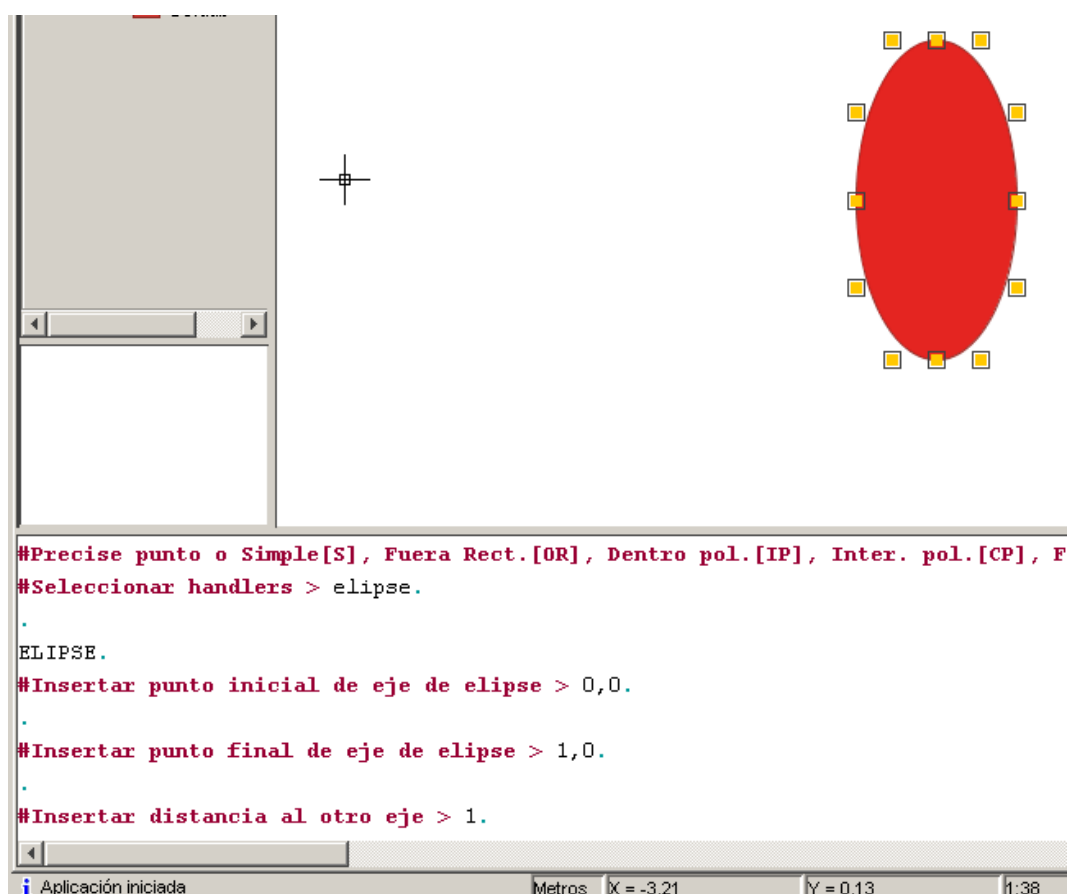 #Precise punto o Simple[S], Fuera Rect.[OR], Dentro pol.[IP], Inter. pol.[CP], F
#Seleccionar handlers > elipse.
.
ELIPSE.
#Insertar punto inicial de eje de elipse > 0,0.
.
#Insertar punto final de eje de elipse > 1,0.
.
#Insertar distancia al otro eje > 1.
Aplicación iniciada Metros X = -3.21 Y = 0.13 1:38